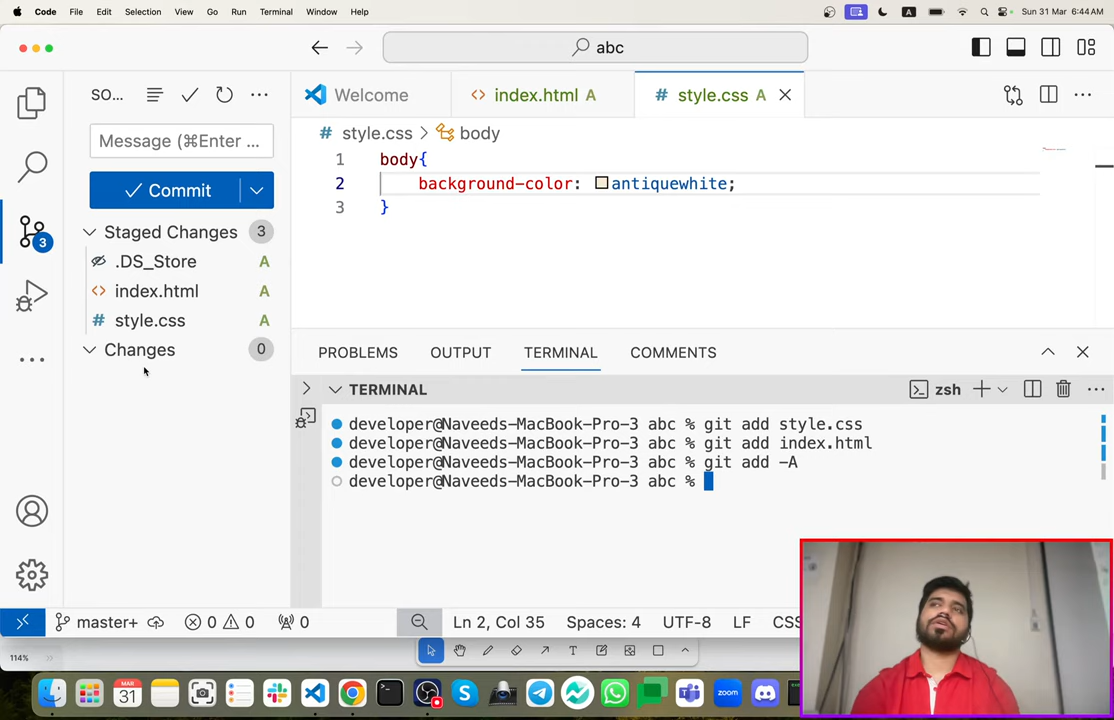 Code File Edit Selection View Go Run Terminal Window Help
A Sun 31 Mar 6:44 AM
abc
SO...
Welcome
index.html A
style.css A
style.css > body
Message (⌘Enter ...
Commit
Staged Changes 3
.DS_Store A
index.html A
style.css A
Changes 0
3
1 body{
2 background-color: antiquewhite;
3 }
PROBLEMS OUTPUT TERMINAL COMMENTS
TERMINAL
zsh
developer@Naveeds-MacBook-Pro-3 abc % git add style.css
developer@Naveeds-MacBook-Pro-3 abc % git add index.html
developer@Naveeds-MacBook-Pro-3 abc % git add -A
developer@Naveeds-MacBook-Pro-3 abc %
master+ 0 0 0 Ln 2, Col 35 Spaces: 4 UTF-8 LF CSS
114%
T
MAR
31
zoom